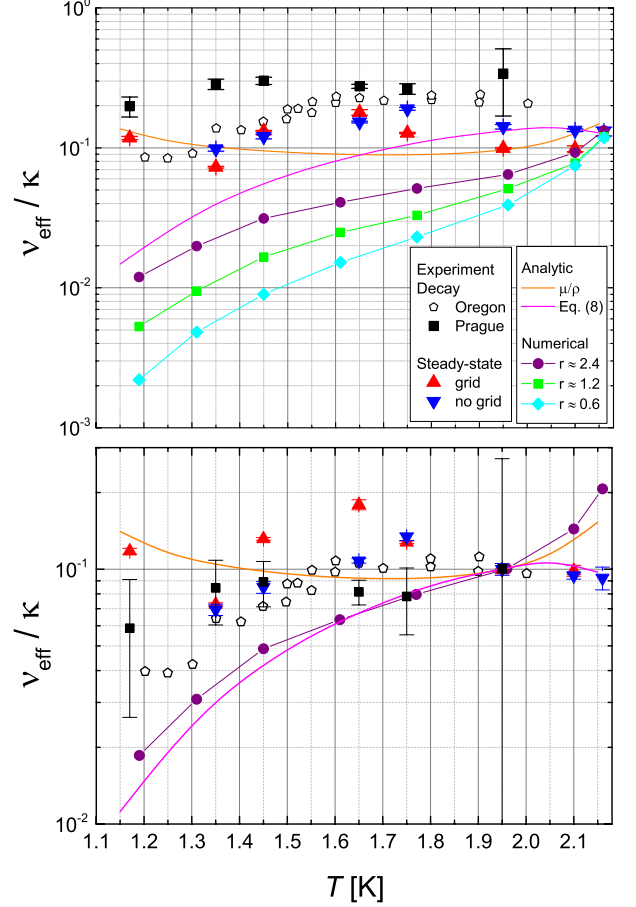 10⁰
10⁻¹
10⁻²
10⁻³
ν_eff / κ
Experiment
Decay
Oregon
Prague
Steady-state
grid
no grid
Analytic
μ/ρ
Eq. (8)
Numerical
r ≈ 2.4
r ≈ 1.2
r ≈ 0.6
10⁻¹
10⁻²
ν_eff / κ
1.1 1.2 1.3 1.4 1.5 1.6 1.7 1.8 1.9 2.0 2.1
T [K]